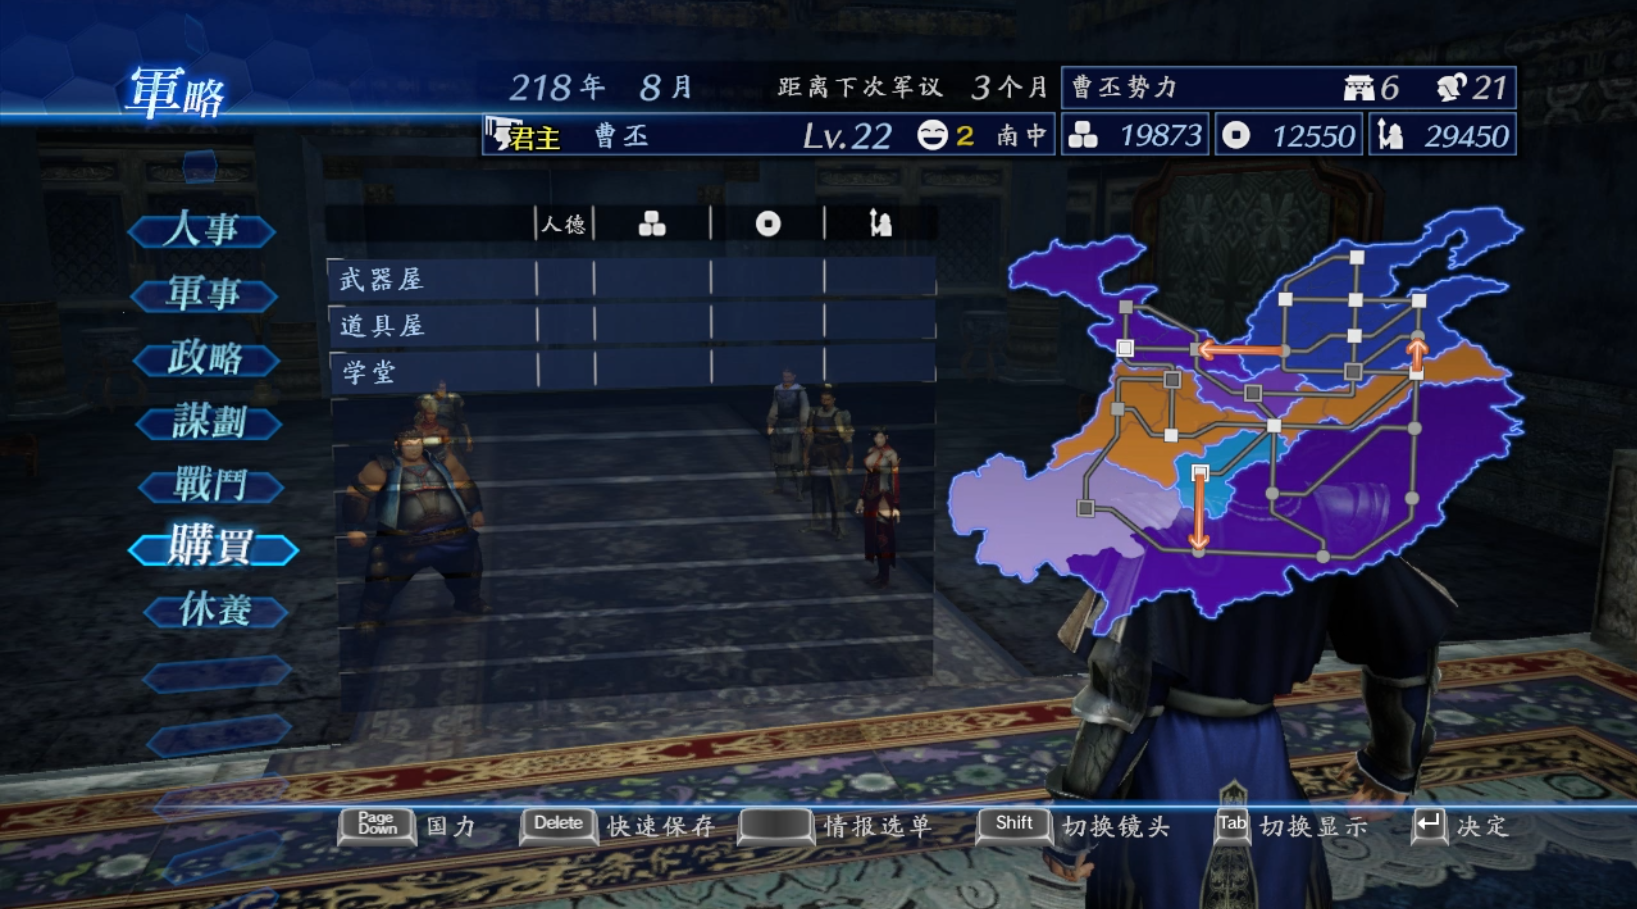 軍略
218年 8月 距离下次军议 3个月 曹丕势力 6 21
君主 曹丕 Lv.22 2 南中 19873 12550 29450
人德
人事
軍事
政略
謀劃
戰鬥
購買
休養
武器屋
道具屋
学堂
Page Down 国力 Delete 快速保存 情报选单 Shift 切换镜头 Tab 切换显示 决定